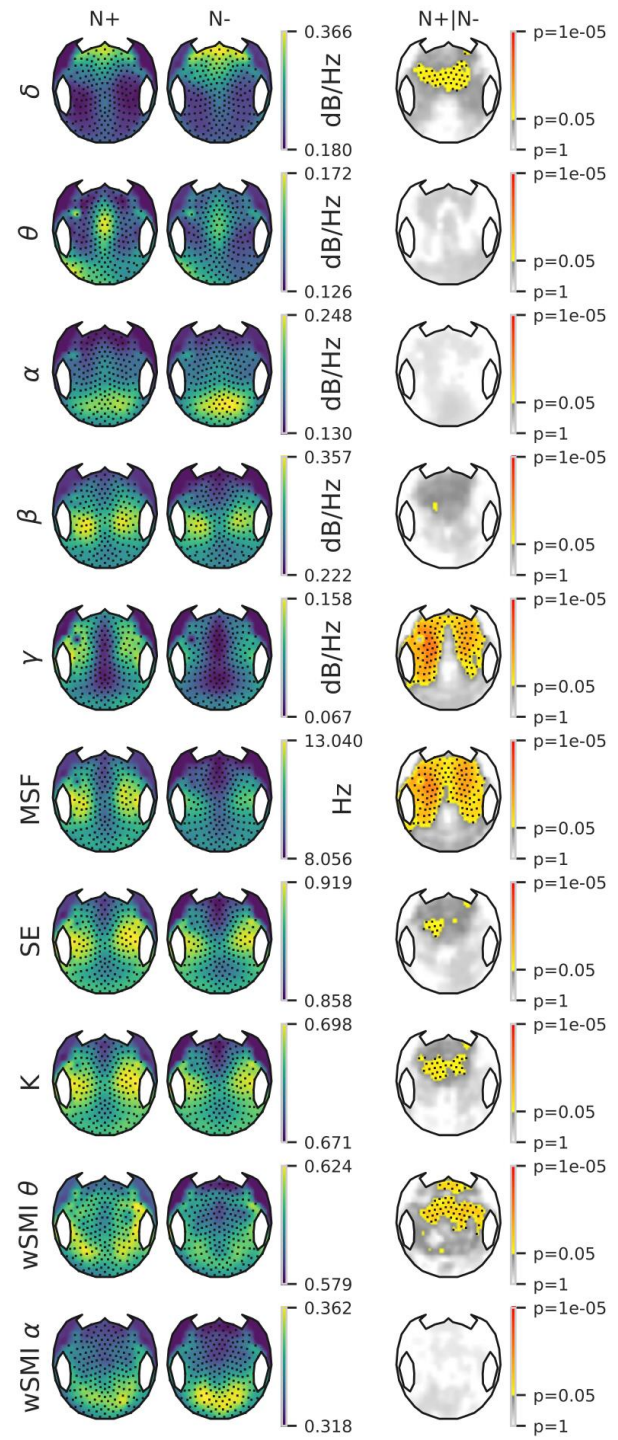 N+ N- N+|N-
δ 0.366 dB/Hz 0.180 p=1e-05 p=0.05 p=1
θ 0.172 dB/Hz 0.126 p=1e-05 p=0.05 p=1
α 0.248 dB/Hz 0.130 p=1e-05 p=0.05 p=1
β 0.357 dB/Hz 0.222 p=1e-05 p=0.05 p=1
γ 0.158 dB/Hz 0.067 p=1e-05 p=0.05 p=1
MSF 13.040 Hz 8.056 p=1e-05 p=0.05 p=1
SE 0.919 0.858 p=1e-05 p=0.05 p=1
K 0.698 0.671 p=1e-05 p=0.05 p=1
wSMI θ 0.624 0.579 p=1e-05 p=0.05 p=1
wSMI α 0.362 0.318 p=1e-05 p=0.05 p=1